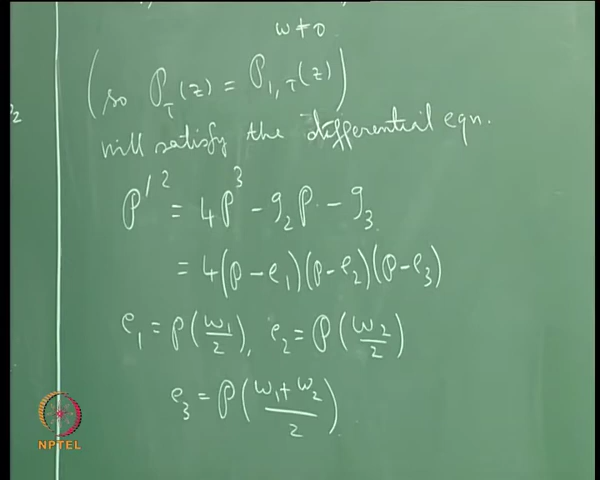 ω ≠ 0
(so ℘_τ(z) = ℘_{1,τ}(z))
will satisfy the differential eqn.
℘'² = 4℘³ - g₂℘ - g₃
= 4(℘ - e₁)(℘ - e₂)(℘ - e₃)
e₁ = ℘(ω₁/2), e₂ = ℘(ω₂/2)
e₃ = ℘((ω₁+ω₂)/2)
NPTEL